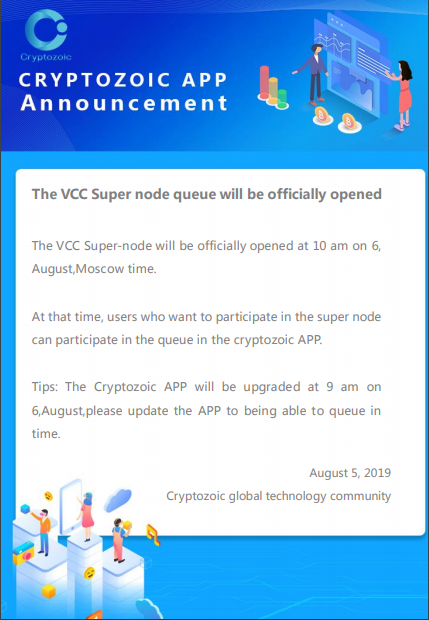 Cryptozoic
CRYPTOZOIC APP
Announcement
The VCC Super node queue will be officially opened
The VCC Super-node will be officially opened at 10 am on 6,
August,Moscow time.
At that time, users who want to participate in the super node
can participate in the queue in the cryptozoic APP.
Tips: The Cryptozoic APP will be upgraded at 9 am on
6,August,please update the APP to being able to queue in
time.
August 5, 2019
Cryptozoic global technology community